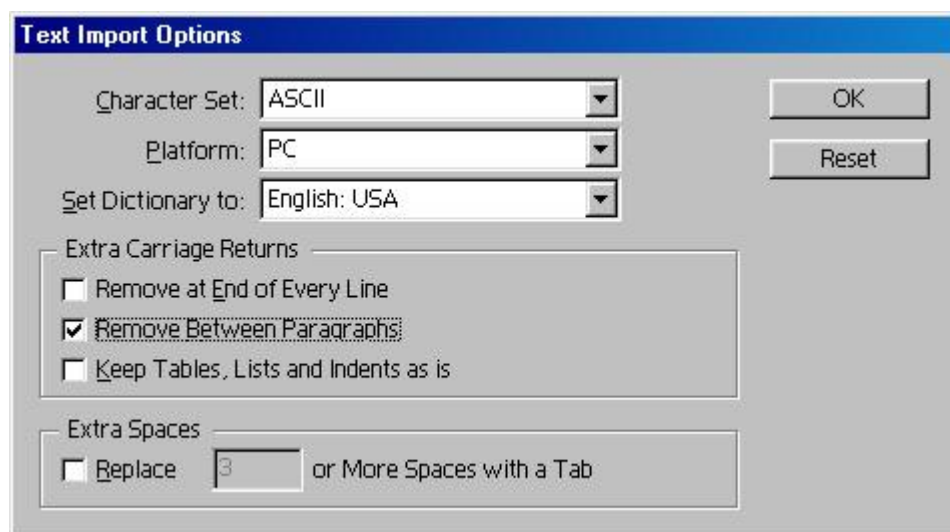 Text Import Options
Character Set: ASCII
OK
Platform: PC
Reset
Set Dictionary to: English: USA
Extra Carriage Returns
Remove at End of Every Line
Remove Between Paragraphs
Keep Tables, Lists and Indents as is
Extra Spaces
Replace 3 or More Spaces with a Tab